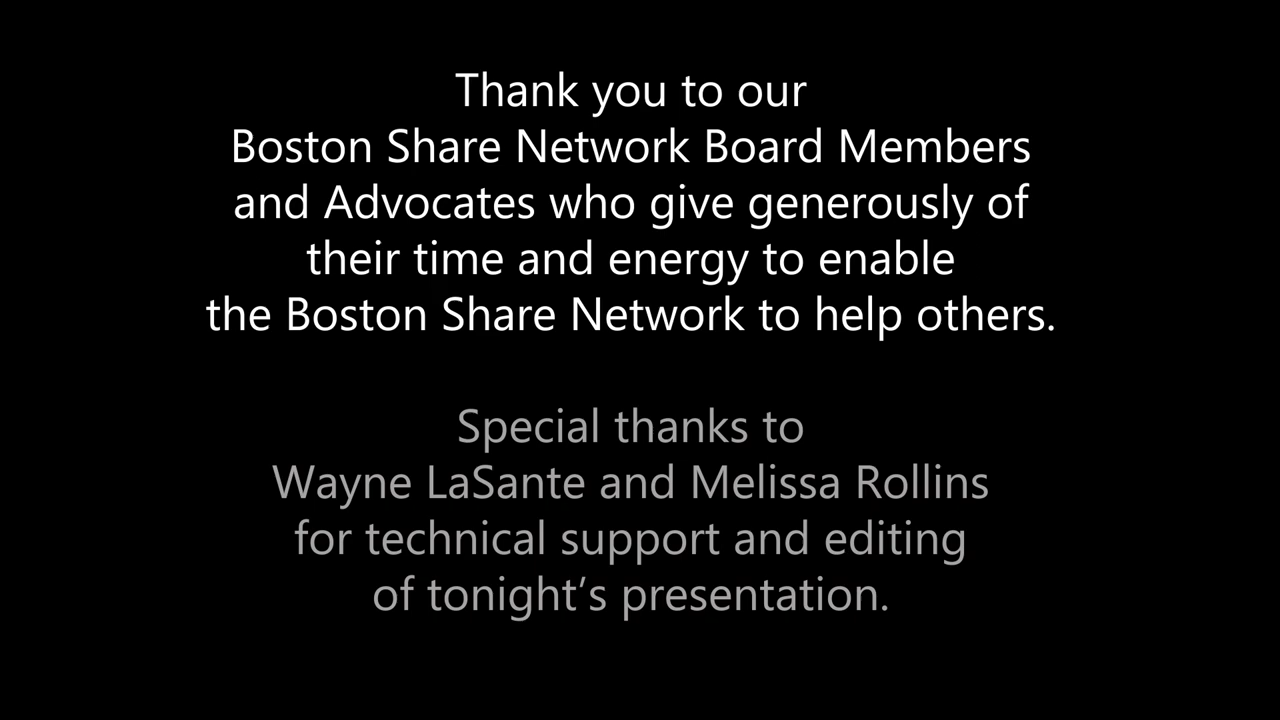 Thank you to our
Boston Share Network Board Members
and Advocates who give generously of
their time and energy to enable
the Boston Share Network to help others.
Special thanks to
Wayne LaSante and Melissa Rollins
for technical support and editing
of tonight’s presentation.